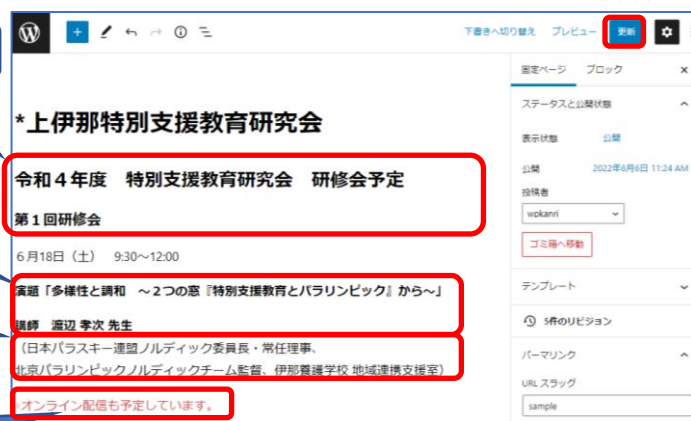 下書きへ切り替え プレビュー 更新
固定ページ ブロック
ステータスと公開状態
*上伊那特別支援教育研究会
表示状態 公開
令和4年度 特別支援教育研究会 研修会予定
公開 2022年6月6日 11:24 AM
投稿者
wpkanri
第1回研修会
ゴミ箱へ移動
6月18日(土) 9:30~12:00
テンプレート
演題「多様性と調和 ~2つの窓『特別支援教育とパラリンピック』から~」
5件のリビジョン
講師 渡辺 孝次 先生
(日本パラスキー連盟ノルディック委員長・常任理事、
パーマリンク
北京パラリンピックノルディックチーム監督、伊那養護学校 地域連携支援室)
URL スラッグ
オンライン配信も予定しています。
sample